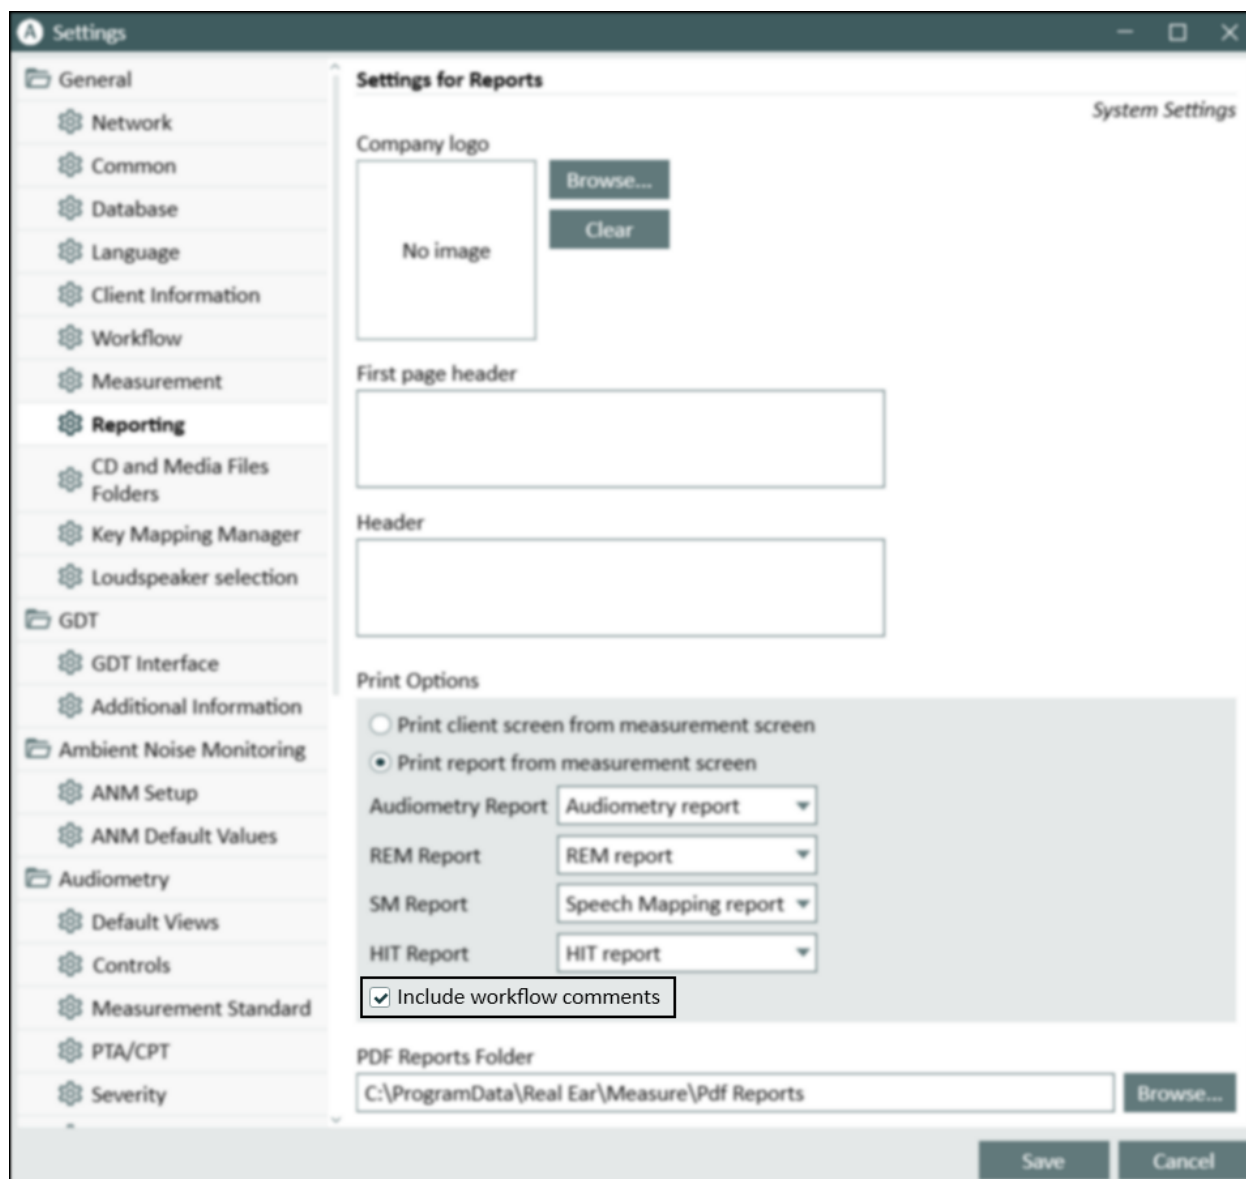 A Settings
General
Network
Common
Database
Language
Client Information
Workflow
Measurement
Reporting
CD and Media Files
Folders
Key Mapping Manager
Loudspeaker selection
GDT
GDT Interface
Additional Information
Ambient Noise Monitoring
ANM Setup
ANM Default Values
Audiometry
Default Views
Controls
Measurement Standard
PTA/CPT
Severity
Settings for Reports
System Settings
Company logo
No image
Browse...
Clear
First page header
Header
Print Options
Print client screen from measurement screen
Print report from measurement screen
Audiometry Report Audiometry report
REM Report REM report
SM Report Speech Mapping report
HIT Report HIT report
Include workflow comments
PDF Reports Folder
C:\ProgramData\Real Ear\Measure\Pdf Reports Browse...
Save Cancel